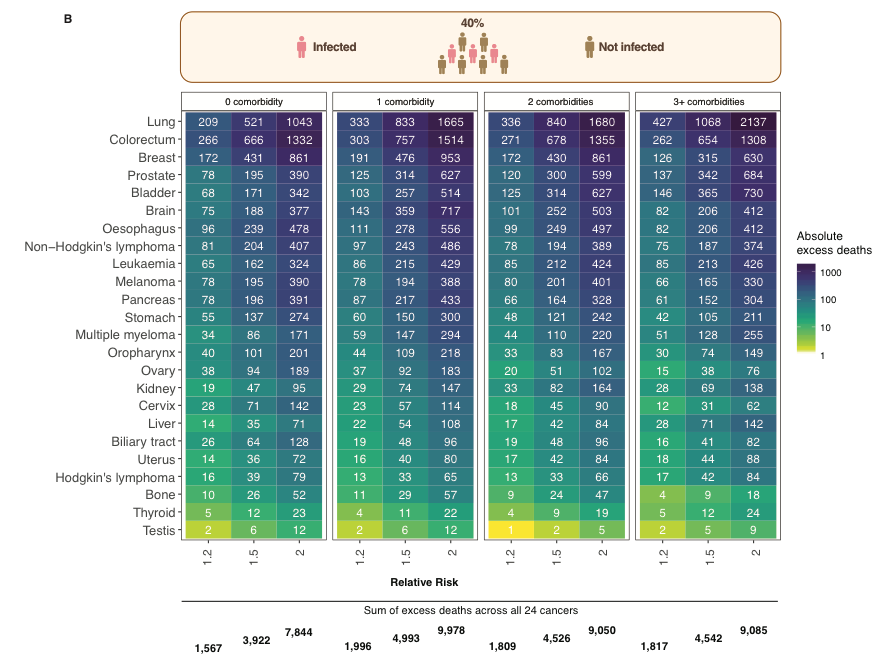 B
40%
Infected
Not infected
0 comorbidity 1 comorbidity 2 comorbidities 3+ comorbidities
Lung 209 521 1043 333 833 1665 336 840 1680 427 1068 2137
Colorectum 266 666 1332 303 757 1514 271 678 1355 262 654 1308
Breast 172 431 861 191 476 953 172 430 861 126 315 630
Prostate 78 195 390 125 314 627 120 300 599 137 342 684
Bladder 68 171 342 103 257 514 125 314 627 146 365 730
Brain 75 188 377 143 359 717 101 252 503 82 206 412
Oesophagus 96 239 478 111 278 556 99 249 497 82 206 412
Non−Hodgkin's lymphoma 81 204 407 97 243 486 78 194 389 75 187 374
Leukaemia 65 162 324 86 215 429 85 212 424 85 213 426
Melanoma 78 195 390 78 194 388 80 201 401 66 165 330
Pancreas 78 196 391 87 217 433 66 164 328 61 152 304
Stomach 55 137 274 60 150 300 48 121 242 42 105 211
Multiple myeloma 34 86 171 59 147 294 44 110 220 51 128 255
Oropharynx 40 101 201 44 109 218 33 83 167 30 74 149
Ovary 38 94 189 37 92 183 20 51 102 15 38 76
Kidney 19 47 95 29 74 147 33 82 164 28 69 138
Cervix 28 71 142 23 57 114 18 45 90 12 31 62
Liver 14 35 71 22 54 108 17 42 84 28 71 142
Biliary tract 26 64 128 19 48 96 19 48 96 16 41 82
Uterus 14 36 72 16 40 80 17 42 84 18 44 88
Hodgkin's lymphoma 16 39 79 13 33 65 13 33 66 17 42 84
Bone 10 26 52 11 29 57 9 24 47 4 9 18
Thyroid 5 12 23 4 11 22 4 9 19 5 12 24
Testis 2 6 12 2 6 12 1 2 5 2 5 9
1.2 1.5 2 1.2 1.5 2 1.2 1.5 2 1.2 1.5 2
Relative Risk
Absolute
excess deaths
1000
100
10
1
Sum of excess deaths across all 24 cancers
1,567 3,922 7,844 1,996 4,993 9,978 1,809 4,526 9,050 1,817 4,542 9,085